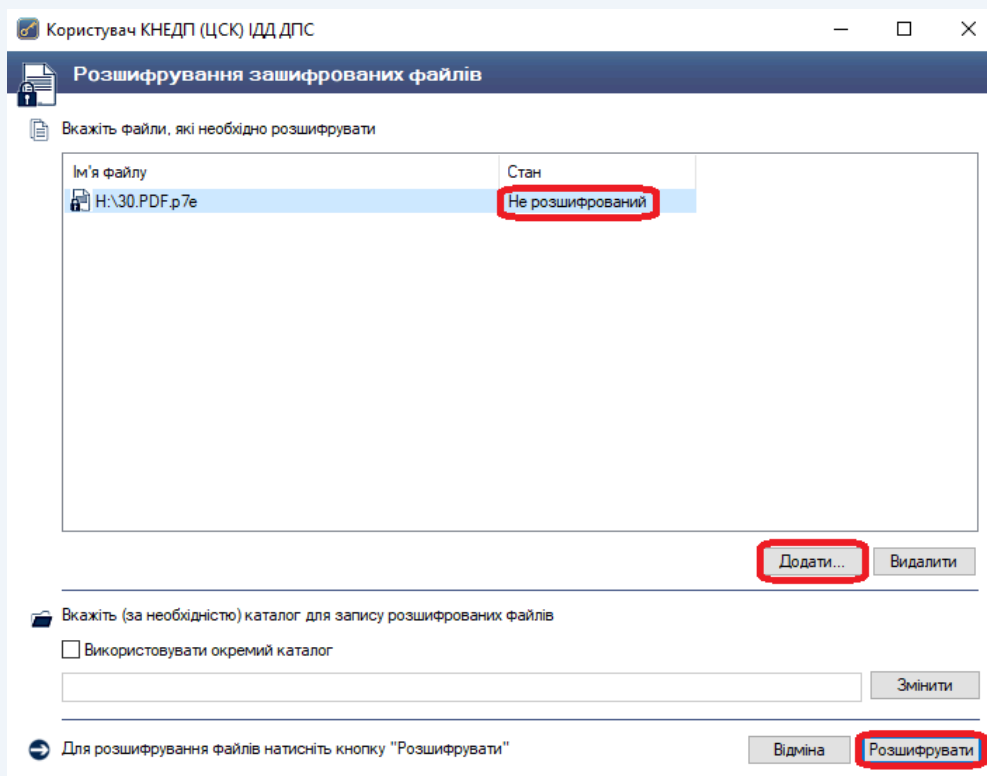 Користувач КНЕДП (ЦСК) ІДД ДПС
Розшифрування зашифрованих файлів
Вкажіть файли, які необхідно розшифрувати
Ім'я файлу Стан
H:\30.PDF.p7e Не розшифрований
Додати... Видалити
Вкажіть (за необхідністю) каталог для запису розшифрованих файлів
Використовувати окремий каталог
Змінити
Для розшифрування файлів натисніть кнопку "Розшифрувати" Відміна Розшифрувати